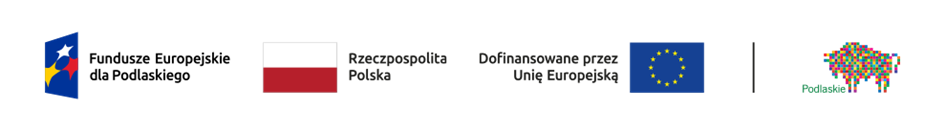 Fundusze Europejskie
dla Podlaskiego
Rzeczpospolita
Polska
Dofinansowane przez
Unię Europejską
Podlaskie